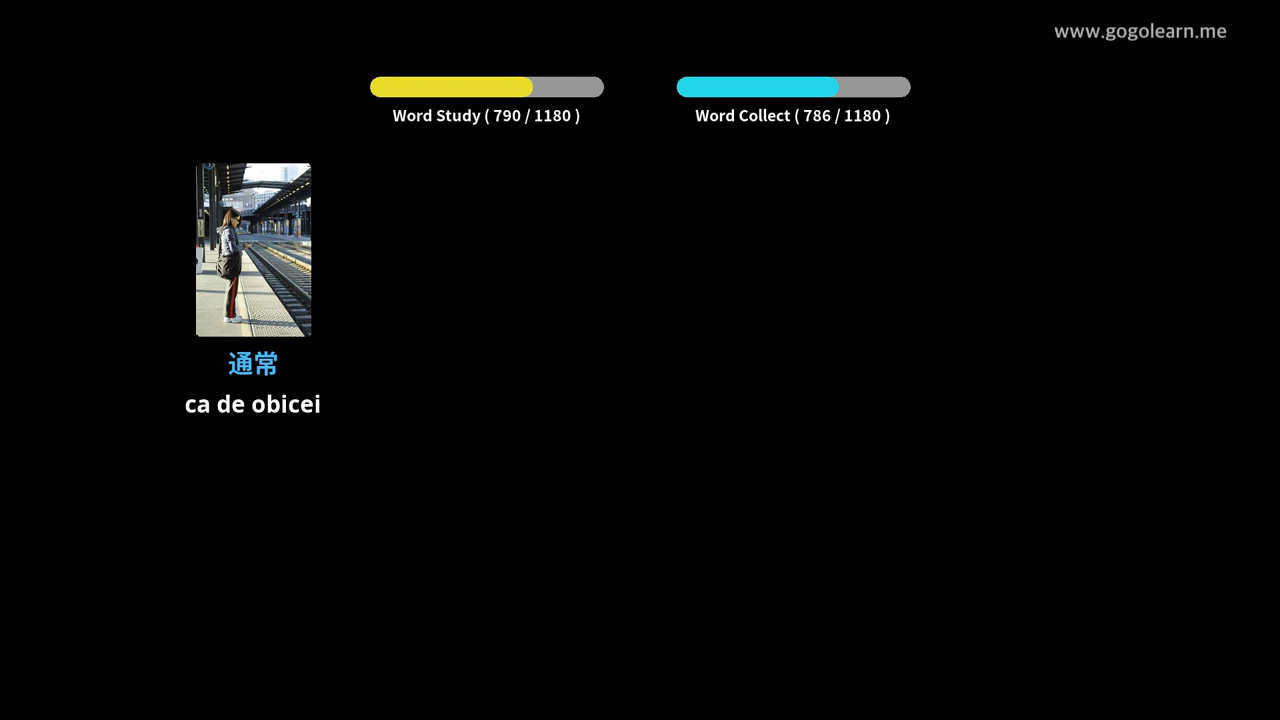 www.gogolearn.me
Word Study ( 790 / 1180 )
Word Collect ( 786 / 1180 )
通常
ca de obicei